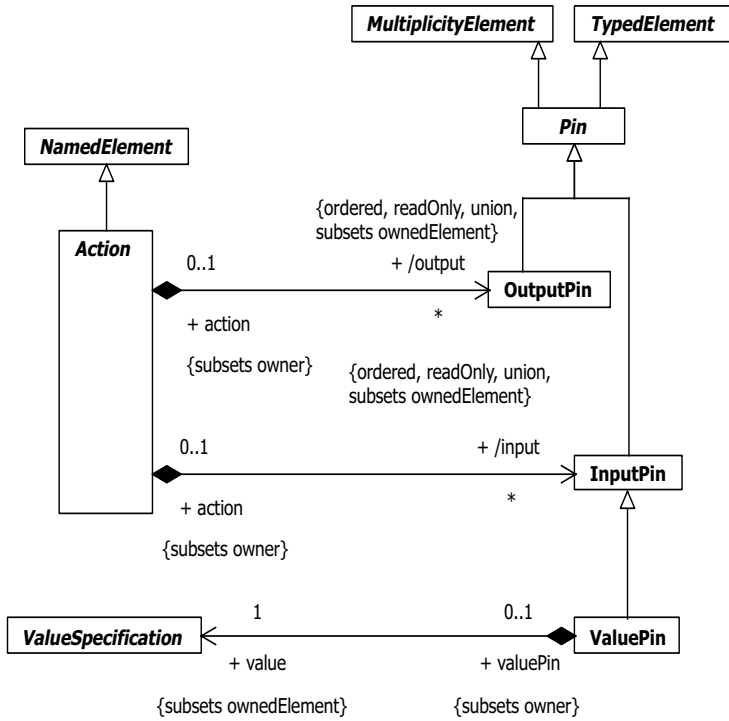 MultiplicityElement
TypedElement
Pin
NamedElement
{ordered, readOnly, union,
subsets ownedElement}
Action
0..1
+ /output
OutputPin
+ action
*
{subsets owner}
{ordered, readOnly, union,
subsets ownedElement}
0..1
+ /input
InputPin
+ action
*
{subsets owner}
1
0..1
ValueSpecification
ValuePin
+ value
+ valuePin
{subsets ownedElement}
{subsets owner}